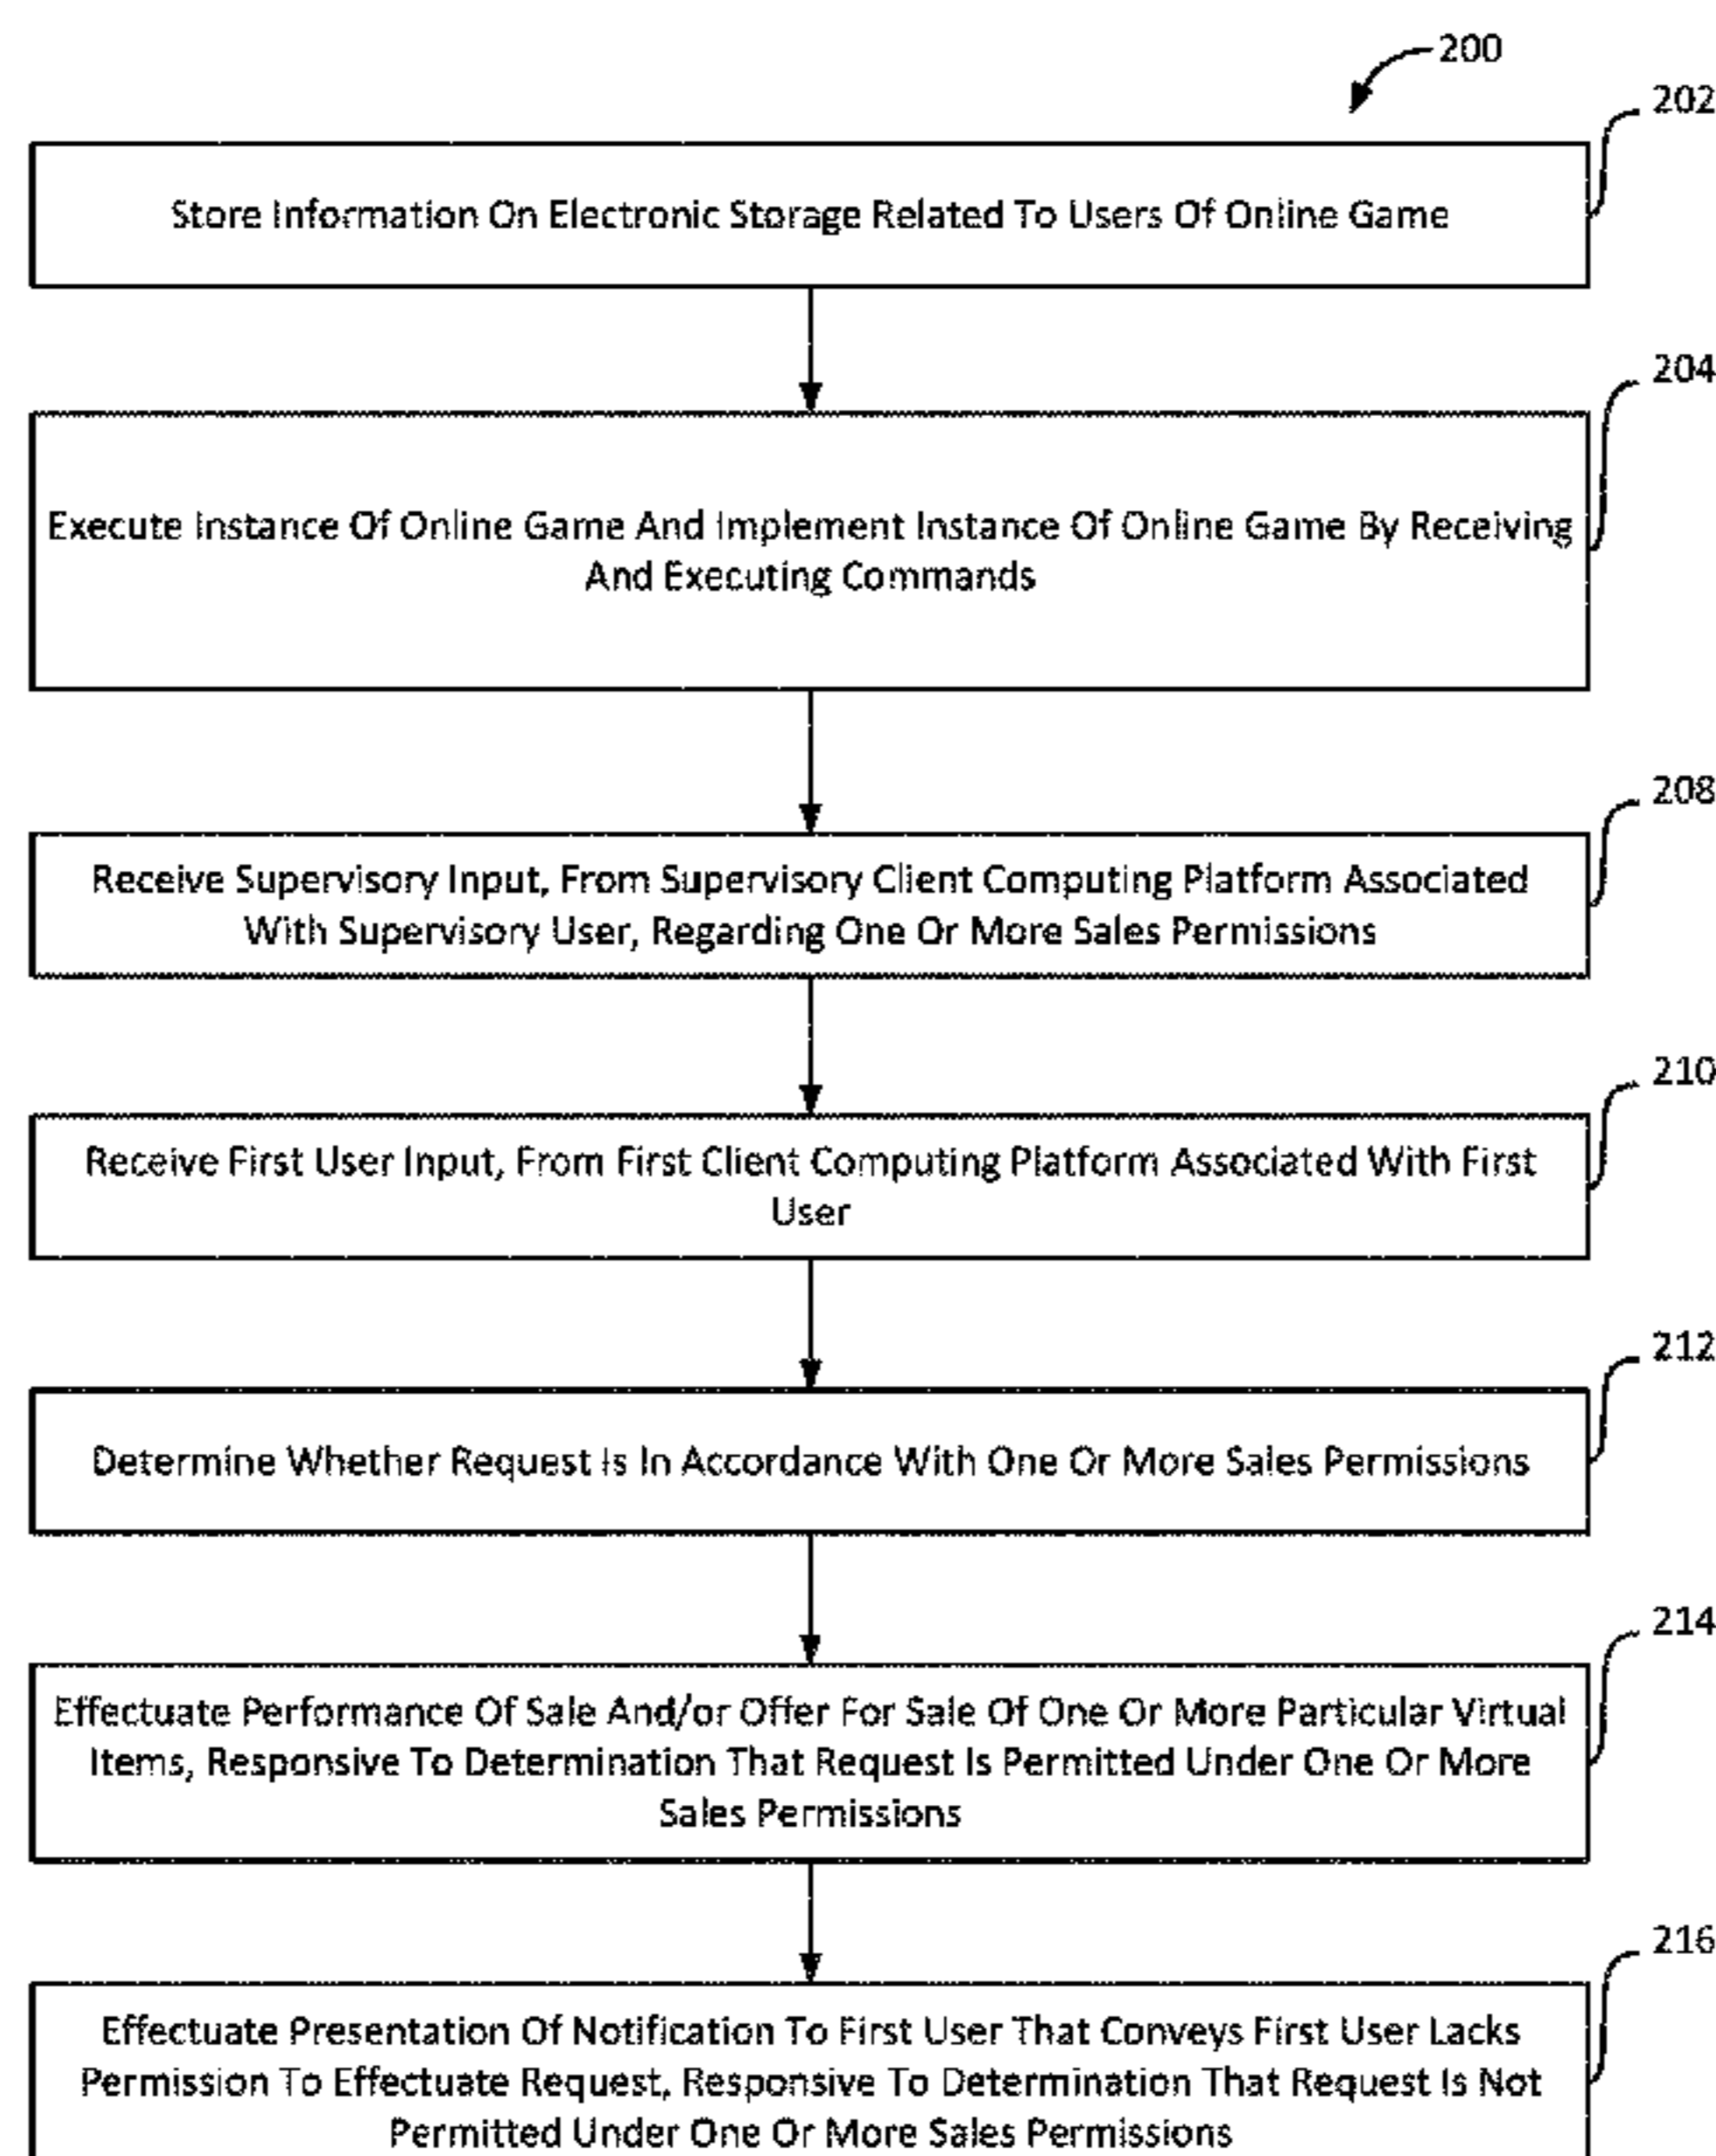 200
202
Store Information On Electronic Storage Related To Users Of Online Game
204
Execute Instance Of Online Game And Implement Instance Of Online Game By Receiving
And Executing Commands
208
Receive Supervisory Input, From Supervisory Client Computing Platform Associated
With Supervisory User, Regarding One Or More Sales Permissions
210
Receive First User Input, From First Client Computing Platform Associated With First
User
212
Determine Whether Request Is In Accordance With One Or More Sales Permissions
214
Effectuate Performance Of Sale And/or Offer For Sale Of One Or More Particular Virtual
Items, Responsive To Determination That Request Is Permitted Under One Or More
Sales Permissions
216
Effectuate Presentation Of Notification To First User That Conveys First User Lacks
Permission To Effectuate Request, Responsive To Determination That Request Is Not
Permitted Under One Or More Sales Permissions